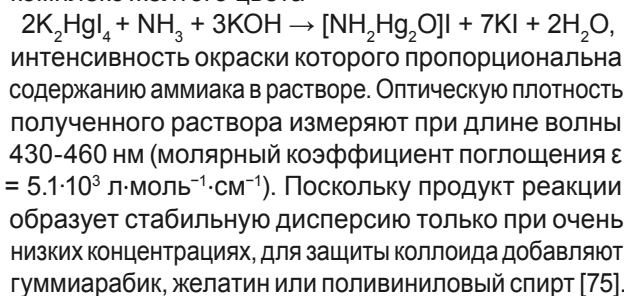 2K₂HgI₄ + NH₃ + 3KOH → [NH₂Hg₂O]I + 7KI + 2H₂O,
интенсивность окраски которого пропорциональна
содержанию аммиака в растворе. Оптическую плотность
полученного раствора измеряют при длине волны
430-460 нм (молярный коэффициент поглощения ε
= 5.1·10³ л·моль⁻¹·см⁻¹). Поскольку продукт реакции
образует стабильную дисперсию только при очень
низких концентрациях, для защиты коллоида добавляют
гуммиарабик, желатин или поливиниловый спирт [75].